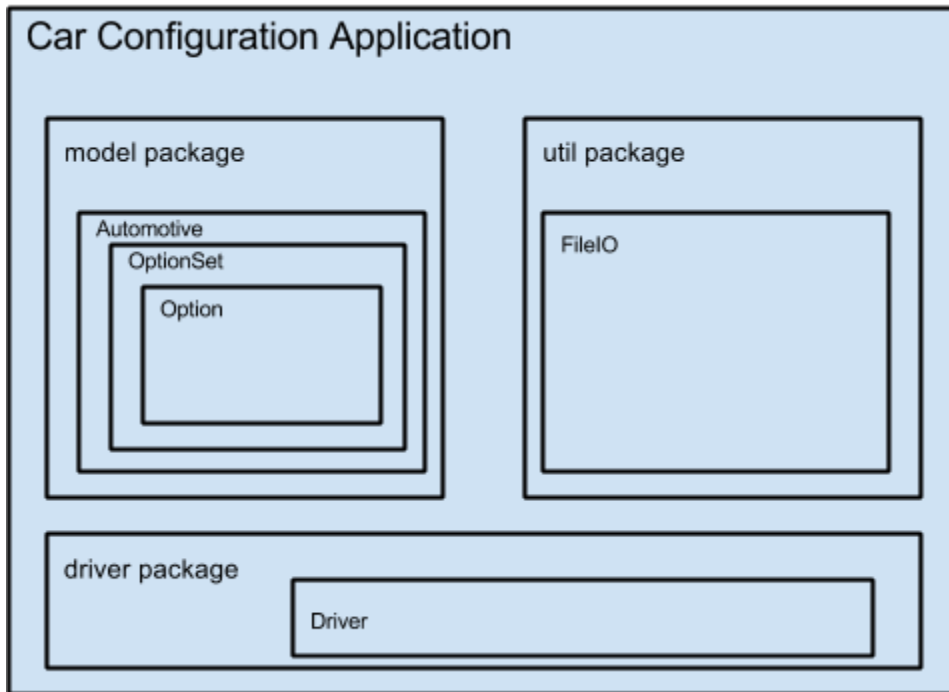 Car Configuration Application
model package
Automotive
OptionSet
Option
util package
FileIO
driver package
Driver